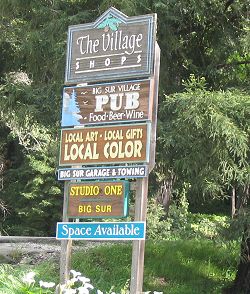 The Village
SHOPS
BIG SUR VILLAGE
PUB
Food·Beer·Wine
LOCAL ART · LOCAL GIFTS
LOCAL COLOR
BIG SUR GARAGE & TOWING
STUDIO ONE
BIG SUR
Space Available